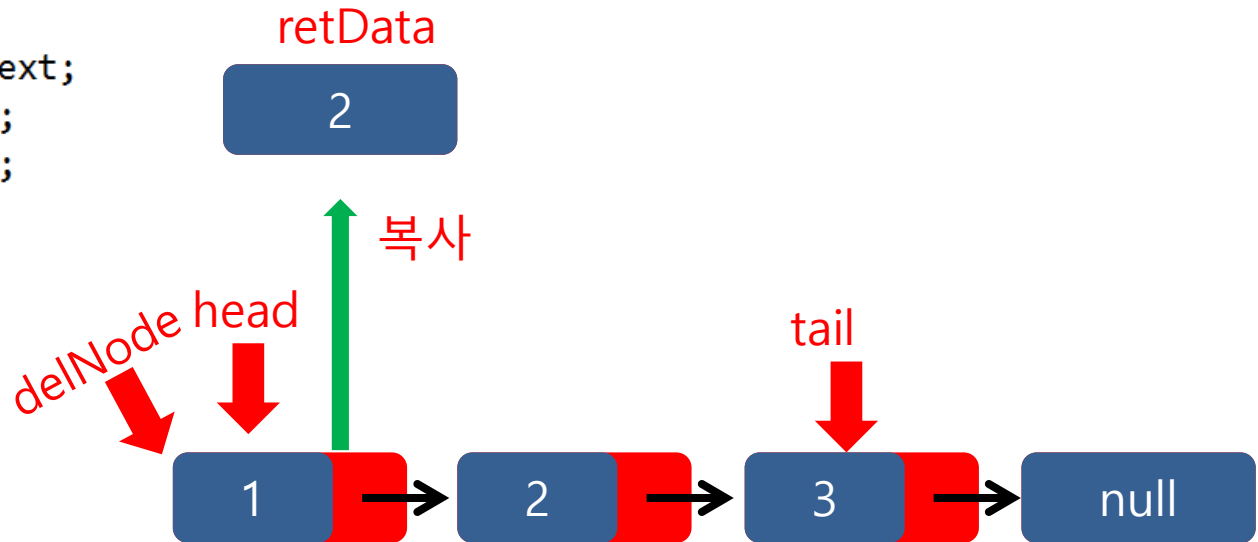 retData
ext;
;
;
2
복사
delNode
head
tail
1
2
3
null